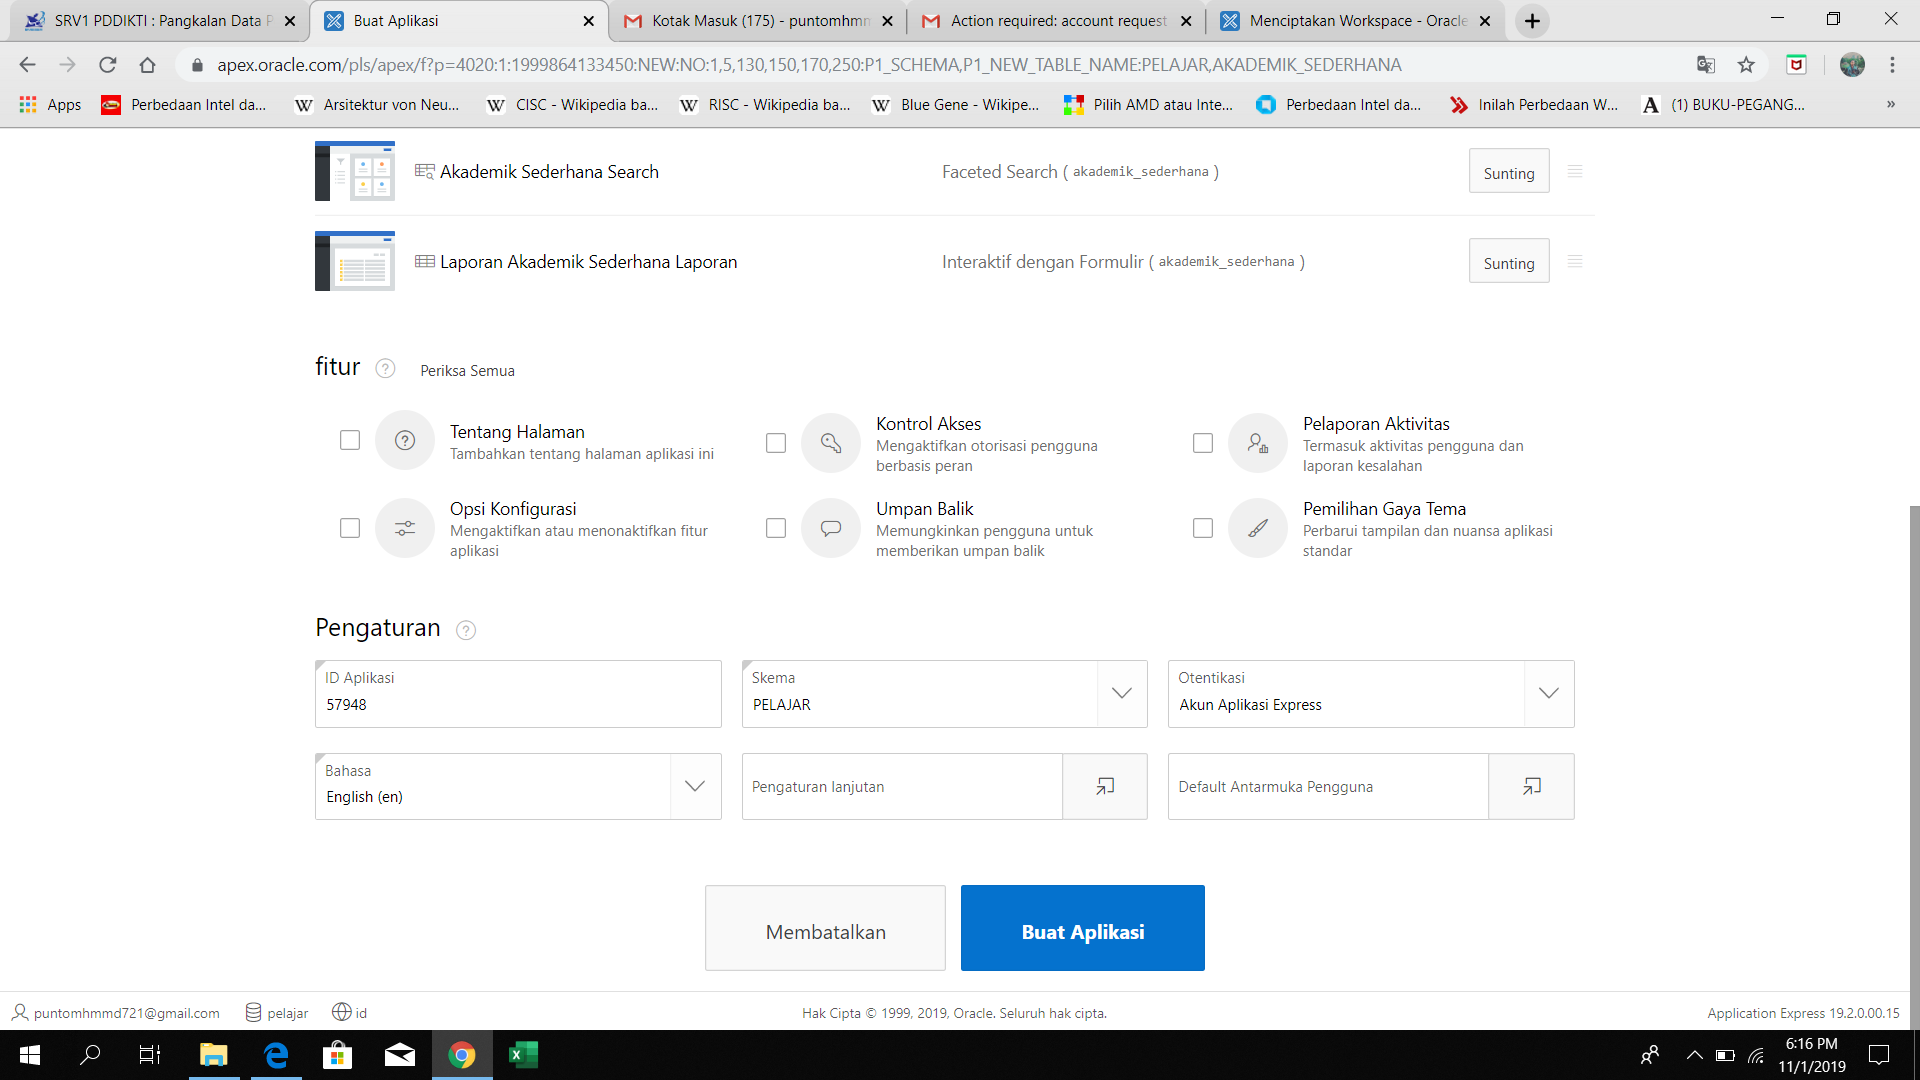 SRV1 PDDIKTI : Pangkalan Data P
Buat Aplikasi
Kotak Masuk (175) - puntomhmm
Action required: account request
Menciptakan Workspace - Oracle
apex.oracle.com/pls/apex/f?p=4020:1:1999864133450:NEW:NO:1,5,130,150,170,250:P1_SCHEMA,P1_NEW_TABLE_NAME:PELAJAR,AKADEMIK_SEDERHANA
Apps
Perbedaan Intel da...
Arsitektur von Neu...
CISC - Wikipedia ba...
RISC - Wikipedia ba...
Blue Gene - Wikipe...
Pilih AMD atau Inte...
Perbedaan Intel da...
Inilah Perbedaan W...
(1) BUKU-PEGANG...
»
Akademik Sederhana Search
Faceted Search ( akademik_sederhana )
Sunting
Laporan Akademik Sederhana Laporan
Interaktif dengan Formulir ( akademik_sederhana )
Sunting
fitur
Periksa Semua
Tentang Halaman
Tambahkan tentang halaman aplikasi ini
Kontrol Akses
Mengaktifkan otorisasi pengguna
berbasis peran
Pelaporan Aktivitas
Termasuk aktivitas pengguna dan
laporan kesalahan
Opsi Konfigurasi
Mengaktifkan atau menonaktifkan fitur
aplikasi
Umpan Balik
Memungkinkan pengguna untuk
memberikan umpan balik
Pemilihan Gaya Tema
Perbarui tampilan dan nuansa aplikasi
standar
Pengaturan
ID Aplikasi
57948
Skema
PELAJAR
Otentikasi
Akun Aplikasi Express
Bahasa
English (en)
Pengaturan lanjutan
Default Antarmuka Pengguna
Membatalkan
Buat Aplikasi
puntomhmmd721@gmail.com
pelajar
id
Hak Cipta © 1999, 2019, Oracle. Seluruh hak cipta.
Application Express 19.2.0.00.15
6:16 PM
11/1/2019